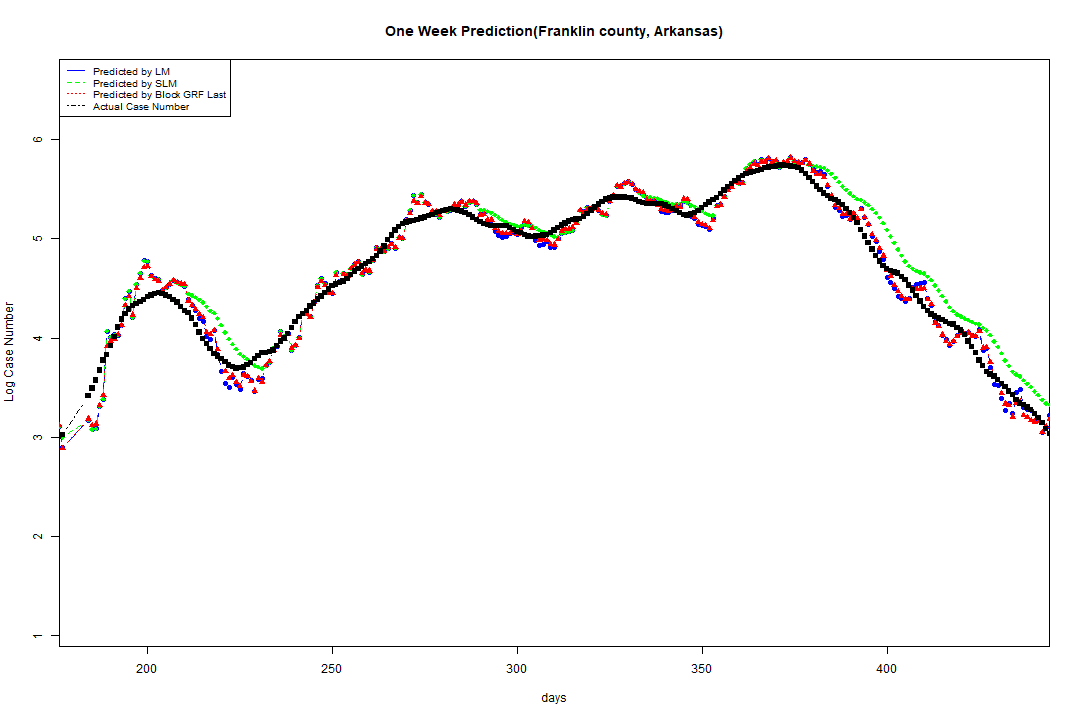 One Week Prediction(Franklin county, Arkansas)
Predicted by LM
Predicted by SLM
Predicted by Block GRF Last
Actual Case Number
Log Case Number
6
5
4
3
2
1
200 250 300 350 400
days